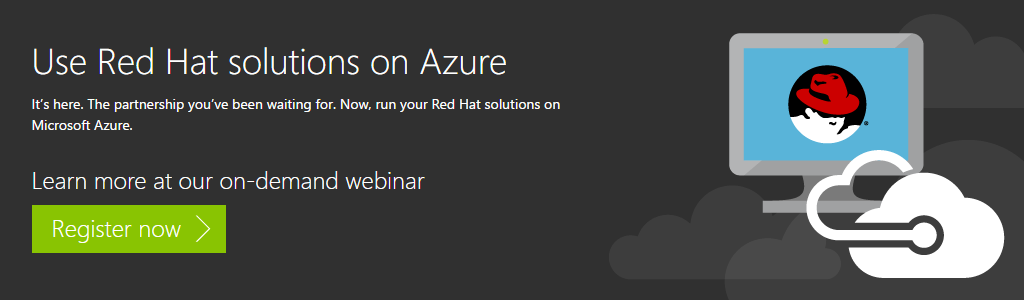 Use Red Hat solutions on Azure
It's here. The partnership you've been waiting for. Now, run your Red Hat solutions on
Microsoft Azure.
Learn more at our on-demand webinar
Register now